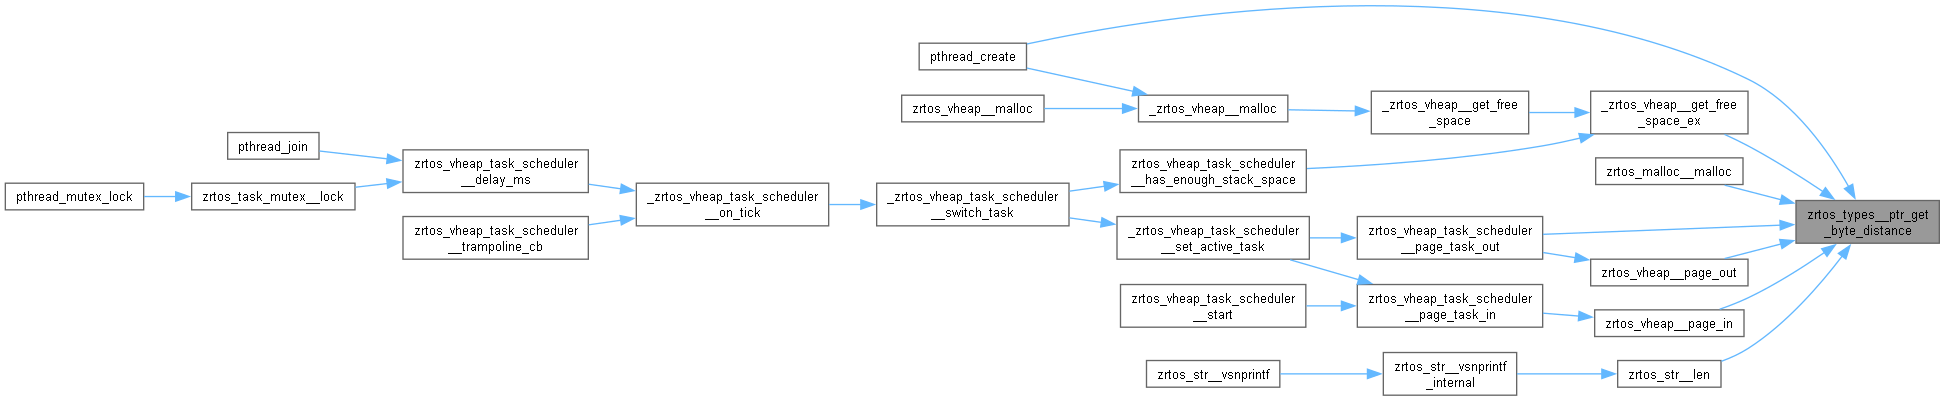 pthread_create
zrtos_vheap__malloc
_zrtos_vheap__malloc
_zrtos_vheap__get_free
_space
_zrtos_vheap__get_free
_space_ex
pthread_join
zrtos_vheap_task_scheduler
__delay_ms
zrtos_vheap_task_scheduler
__has_enough_stack_space
zrtos_malloc__malloc
pthread_mutex_lock
zrtos_task_mutex__lock
_zrtos_vheap_task_scheduler
__on_tick
_zrtos_vheap_task_scheduler
__switch_task
zrtos_types__ptr_get
_byte_distance
zrtos_vheap_task_scheduler
__trampoline_cb
_zrtos_vheap_task_scheduler
__set_active_task
zrtos_vheap_task_scheduler
__page_task_out
zrtos_vheap__page_out
zrtos_vheap_task_scheduler
__start
zrtos_vheap_task_scheduler
__page_task_in
zrtos_vheap__page_in
zrtos_str__vsnprintf
zrtos_str__vsnprintf
_internal
zrtos_str__len